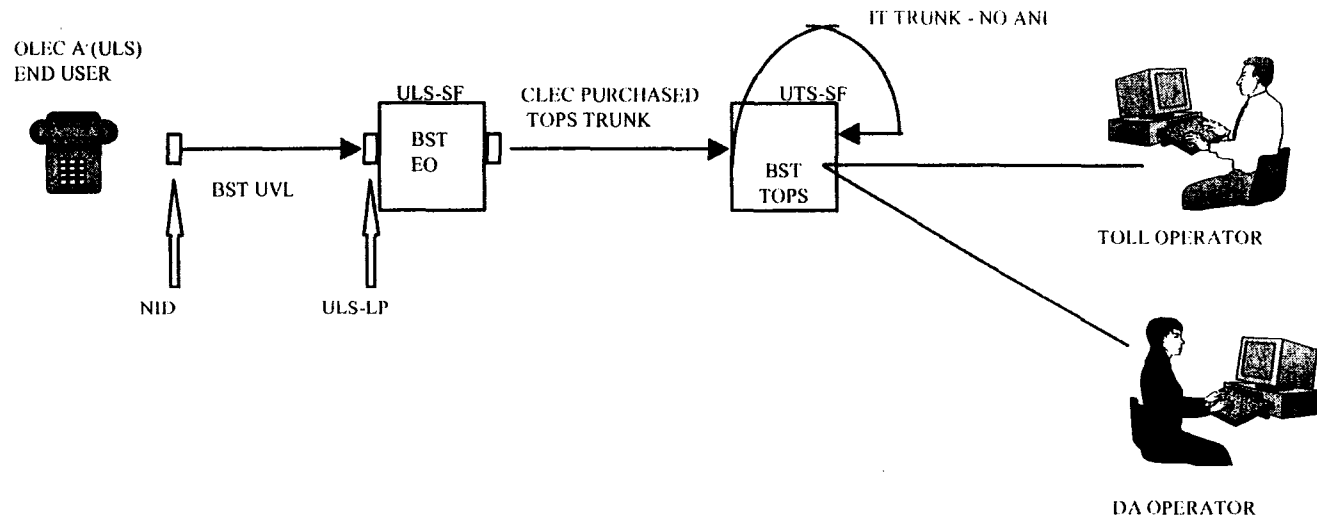 IT TRUNK - NO ANI
OLEC A (ULS)
END USER
ULS-SF
CLEC PURCHASED
TOPS TRUNK
UTS-SF
BST
EO
BST UVL
BST
TOPS
TOLL OPERATOR
NID
ULS-LP
DA OPERATOR